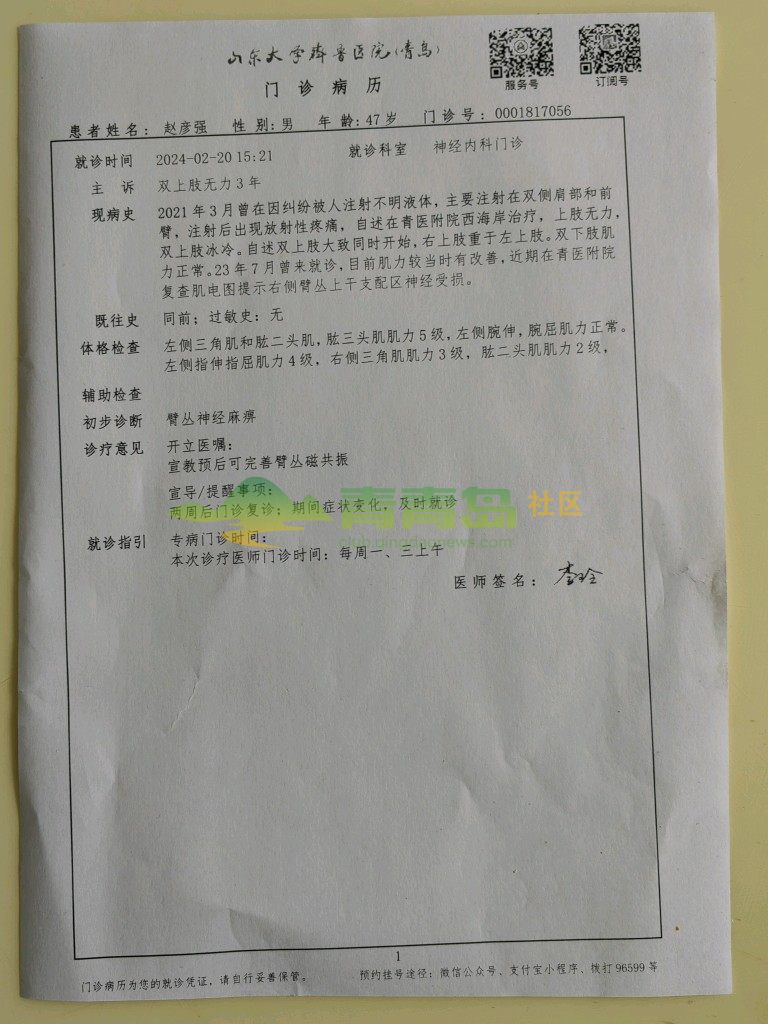 山东大学齐鲁医院(青岛)
门诊病历
服务号
订阅号
患者姓名: 赵彦强 性别:男 年龄:47岁 门诊号:0001817056
就诊时间 2024-02-20 15:21 就诊科室 神经内科门诊
主诉 双上肢无力3年
现病史 2021年3月曾在因纠纷被人注射不明液体,主要注射在双侧肩部和前
臂,注射后出现放射性疼痛,自述在青医附院西海岸治疗,上肢无力,
双上肢冰冷。自述双上肢大致同时开始,右上肢重于左上肢。双下肢肌
力正常。23年7月曾来就诊,目前肌力较当时有改善,近期在青医附院
复查肌电图提示右侧臂丛上干支配区神经受损。
既往史 同前;过敏史:无
体格检查 左侧三角肌和肱二头肌,肱三头肌肌力5级,左侧腕伸,腕屈肌力正常。
左侧指伸指屈肌力4级,右侧三角肌肌力3级,肱二头肌肌力2级,
辅助检查
初步诊断 臂丛神经麻痹
诊疗意见 开立医嘱:
宣教预后可完善臂丛磁共振
宣导/提醒事项:
两周后门诊复诊;期间症状变化,及时就诊
青青岛 社区
club.qingdaonews.com
就诊指引 专病门诊时间:
本次诊疗医师门诊时间:每周一、三上午
医师签名:
1
门诊病历为您的就诊凭证,请自行妥善保管。 预约挂号途径:微信公众号、支付宝小程序、拨打96599等